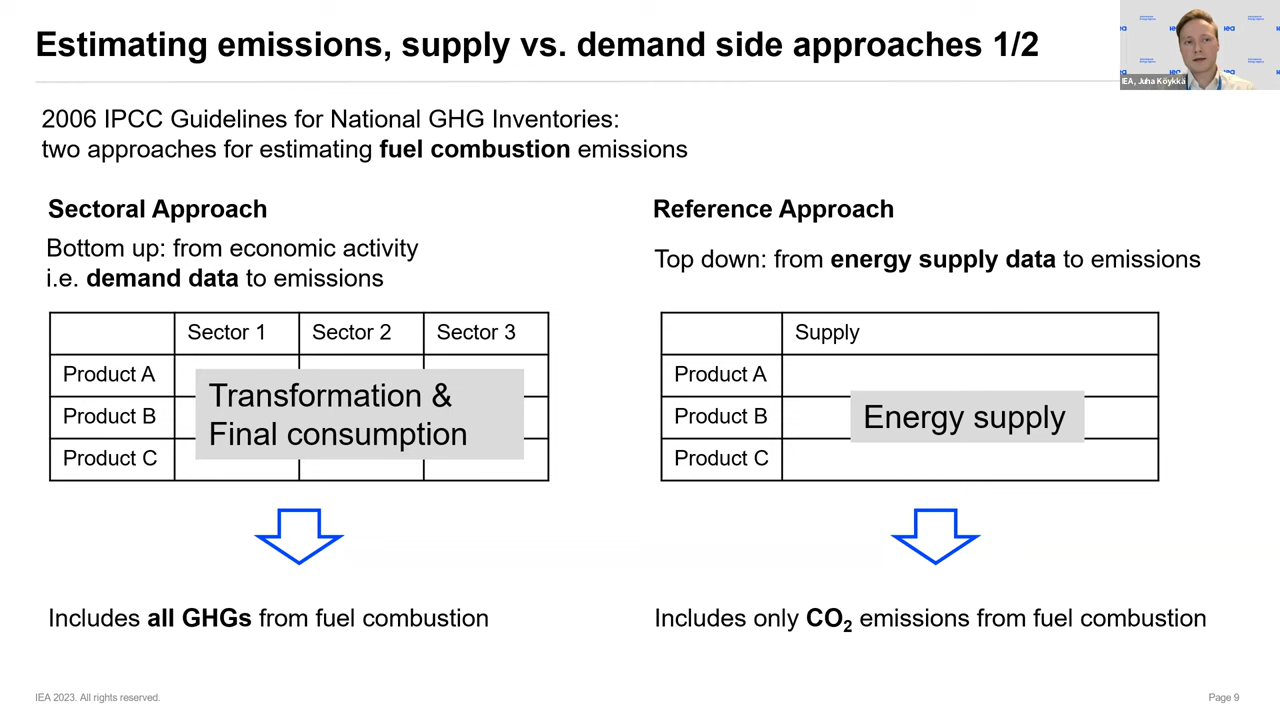 Estimating emissions, supply vs. demand side approaches 1/2
iea
IEA, Juha Köykkä
2006 IPCC Guidelines for National GHG Inventories:
two approaches for estimating fuel combustion emissions
Sectoral Approach
Bottom up: from economic activity
i.e. demand data to emissions
Sector 1 Sector 2 Sector 3
Product A
Product B
Product C
Transformation &
Final consumption
Includes all GHGs from fuel combustion
Reference Approach
Top down: from energy supply data to emissions
Supply
Product A
Product B
Product C
Energy supply
Includes only CO₂ emissions from fuel combustion
IEA 2023. All rights reserved.
Page 9